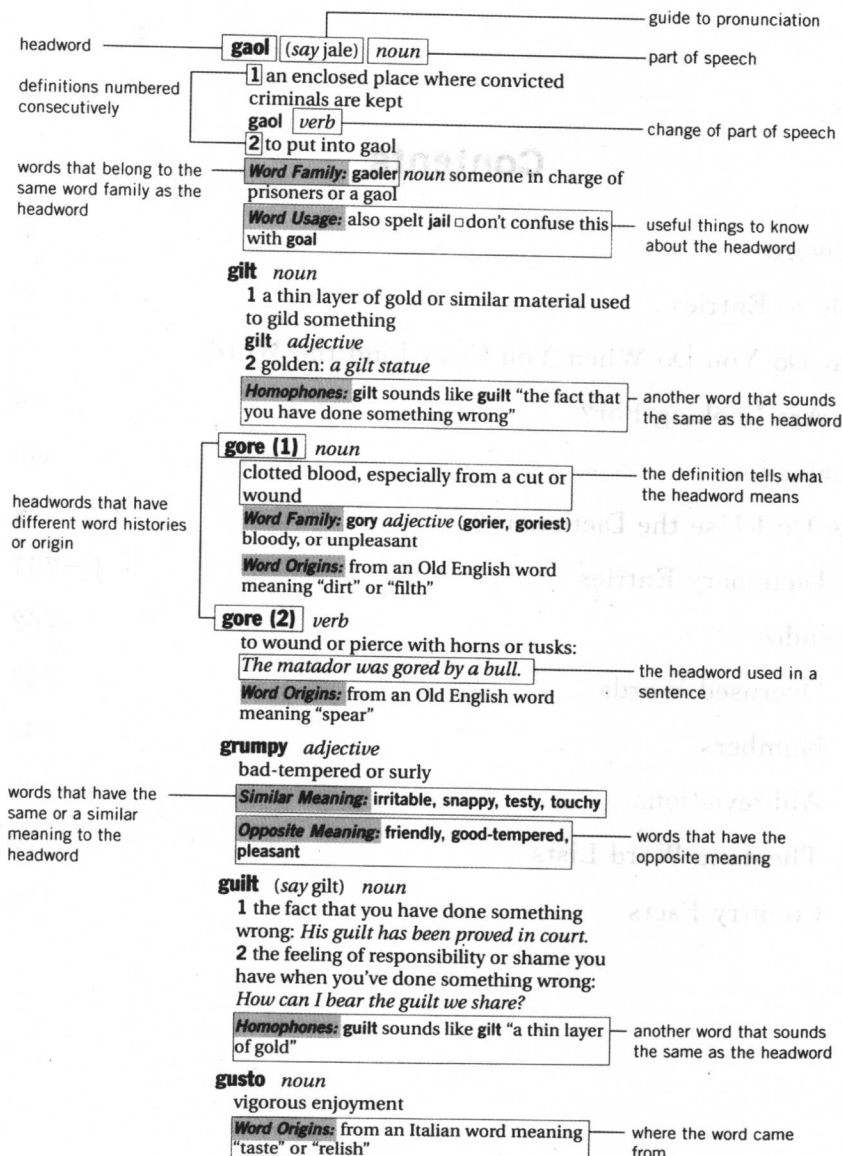 guide to pronunciation
headword
gaol (say jale) noun
part of speech
definitions numbered
consecutively
1 an enclosed place where convicted
criminals are kept
gaol verb
change of part of speech
2 to put into gaol
words that belong to the
same word family as the
headword
Word Family: gaoler noun someone in charge of
prisoners or a gaol
Word Usage: also spelt jail □ don't confuse this
with goal
useful things to know
about the headword
gilt noun
1 a thin layer of gold or similar material used
to gild something
gilt adjective
2 golden: a gilt statue
Homophones: gilt sounds like guilt "the fact that
you have done something wrong"
another word that sounds
the same as the headword
gore (1) noun
clotted blood, especially from a cut or
wound
the definition tells what
the headword means
headwords that have
different word histories
or origin
Word Family: gory adjective (gorier, goriest)
bloody, or unpleasant
Word Origins: from an Old English word
meaning "dirt" or "filth"
gore (2) verb
to wound or pierce with horns or tusks:
The matador was gored by a bull.
the headword used in a
sentence
Word Origins: from an Old English word
meaning "spear"
grumpy adjective
bad-tempered or surly
words that have the
same or a similar
meaning to the
headword
Similar Meaning: irritable, snappy, testy, touchy
Opposite Meaning: friendly, good-tempered,
pleasant
words that have the
opposite meaning
guilt (say gilt) noun
1 the fact that you have done something
wrong: His guilt has been proved in court.
2 the feeling of responsibility or shame you
have when you've done something wrong:
How can I bear the guilt we share?
Homophones: guilt sounds like gilt "a thin layer
of gold"
another word that sounds
the same as the headword
gusto noun
vigorous enjoyment
Word Origins: from an Italian word meaning
"taste" or "relish"
where the word came
from